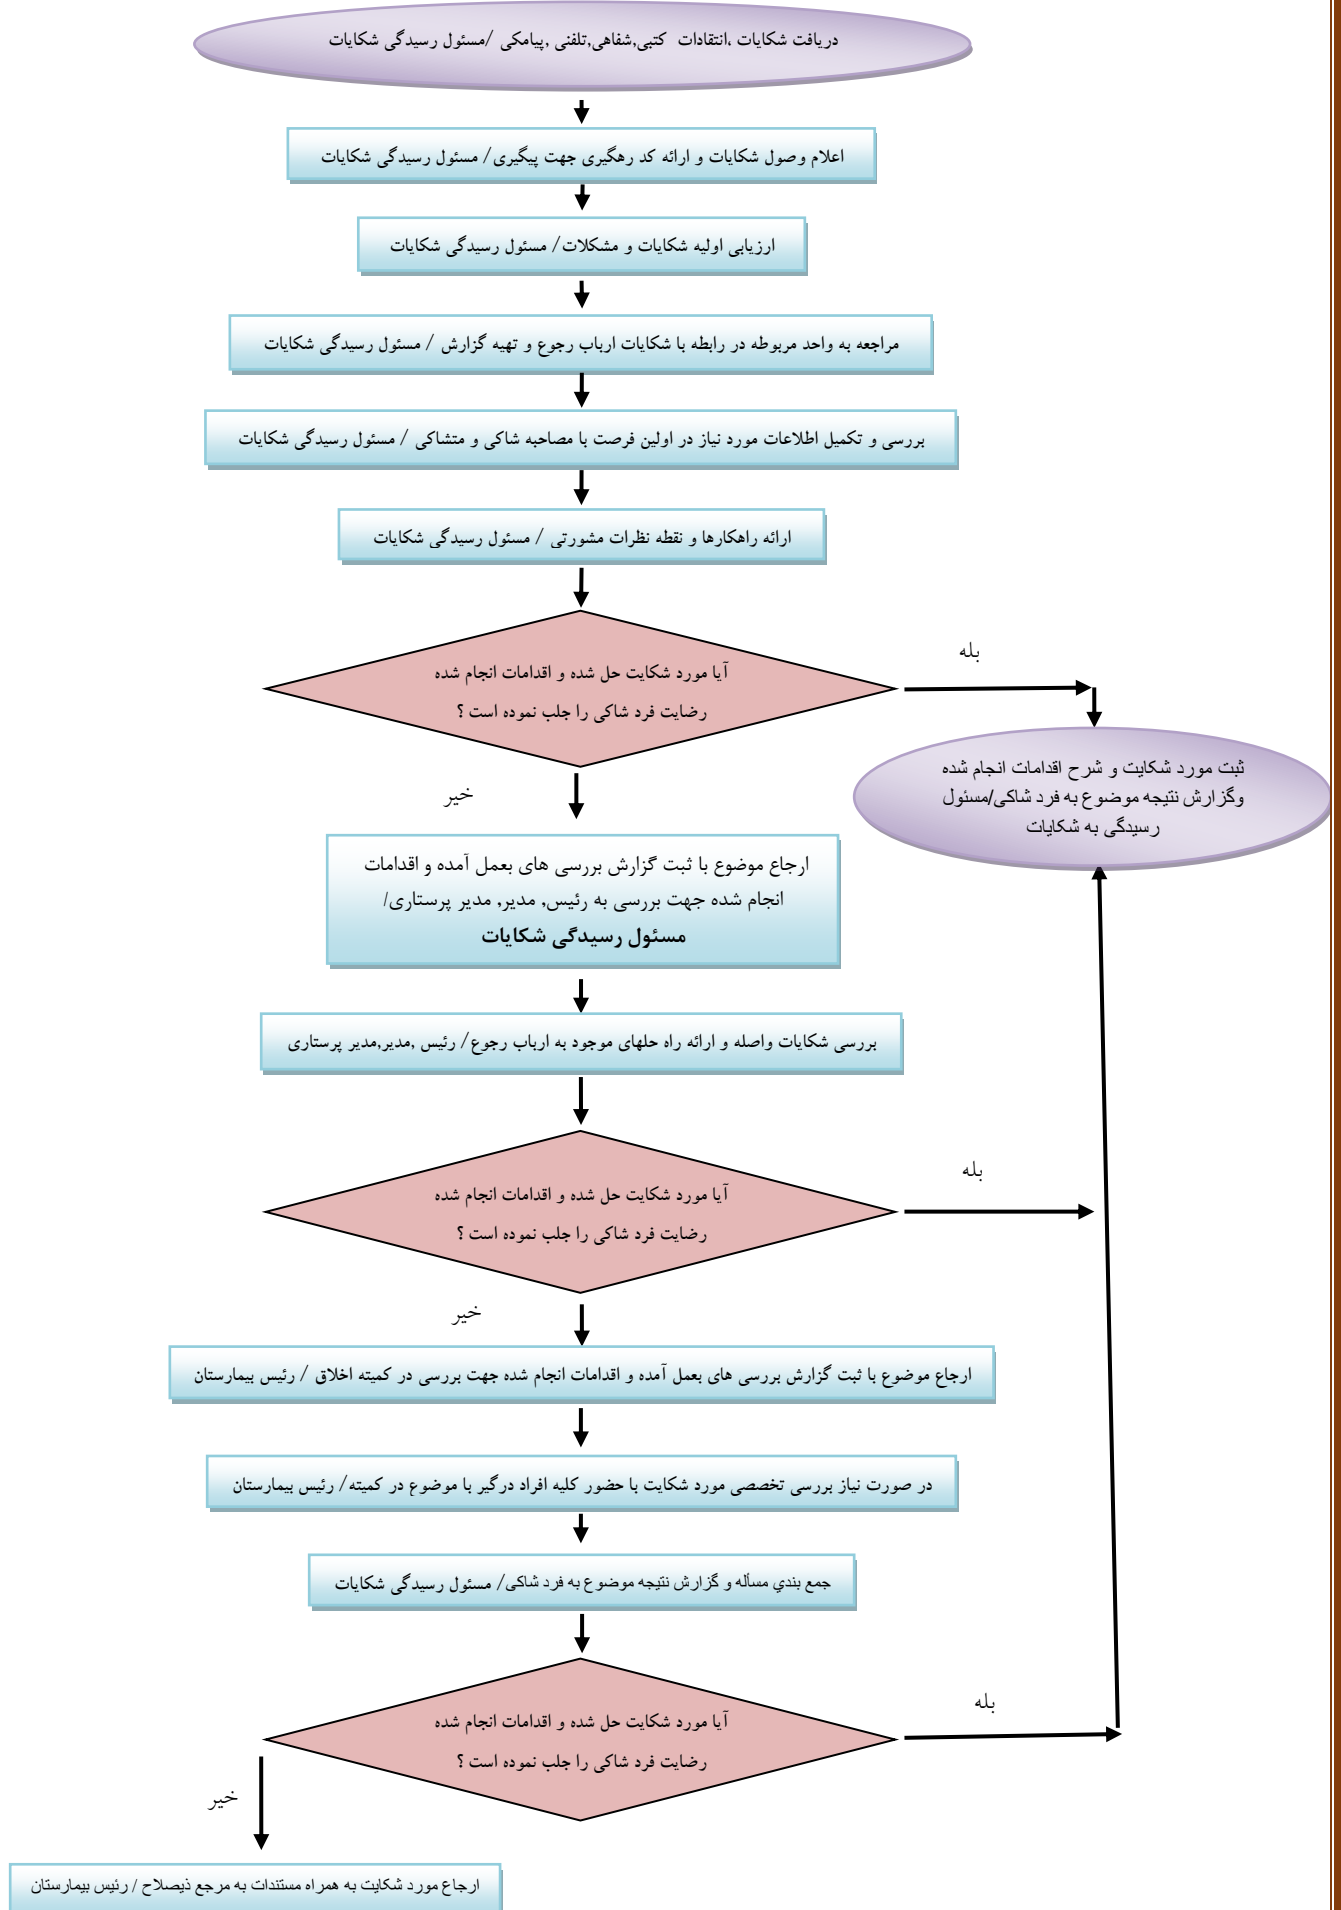 دریافت شکایات ،انتقادات کتبی,شفاهی,تلفنی ,پیامکی /مسئول رسیدگی شکایات
اعلام وصول شکایات و ارائه کد رهگیری جهت پیگیری/ مسئول رسیدگی شکایات
ارزیابی اولیه شکایات و مشکلات/ مسئول رسیدگی شکایات
مراجعه به واحد مربوطه در رابطه با شکایات ارباب رجوع و تهیه گزارش / مسئول رسیدگی شکایات
بررسی و تکمیل اطلاعات مورد نیاز در اولین فرصت با مصاحبه شاکی و متشاکی / مسئول رسیدگی شکایات
ارائه راهکارها و نقطه نظرات مشورتی / مسئول رسیدگی شکایات
آیا مورد شکایت حل شده و اقدامات انجام شده
رضایت فرد شاکی را جلب نموده است ؟
بله
ثبت مورد شکایت و شرح اقدامات انجام شده
وگزارش نتیجه موضوع به فرد شاکی/مسئول
رسیدگی به شکایات
خیر
ارجاع موضوع با ثبت گزارش بررسی های بعمل آمده و اقدامات
انجام شده جهت بررسی به رئیس, مدیر, مدیر پرستاری/
مسئول رسیدگی شکایات
بررسی شکایات واصله و ارائه راه حلهای موجود به ارباب رجوع/ رئیس ,مدیر,مدیر پرستاری
آیا مورد شکایت حل شده و اقدامات انجام شده
رضایت فرد شاکی را جلب نموده است ؟
بله
خیر
ارجاع موضوع با ثبت گزارش بررسی های بعمل آمده و اقدامات انجام شده جهت بررسی در کمیته اخلاق / رئیس بیمارستان
در صورت نیاز بررسی تخصصی مورد شکایت با حضور کلیه افراد درگیر با موضوع در کمیته/ رئیس بیمارستان
جمع بندي مسأله و گزارش نتیجه موضوع به فرد شاکی/ مسئول رسیدگی شکایات
آیا مورد شکایت حل شده و اقدامات انجام شده
رضایت فرد شاکی را جلب نموده است ؟
بله
خیر
ارجاع مورد شکایت به همراه مستندات به مرجع ذیصلاح / رئیس بیمارستان